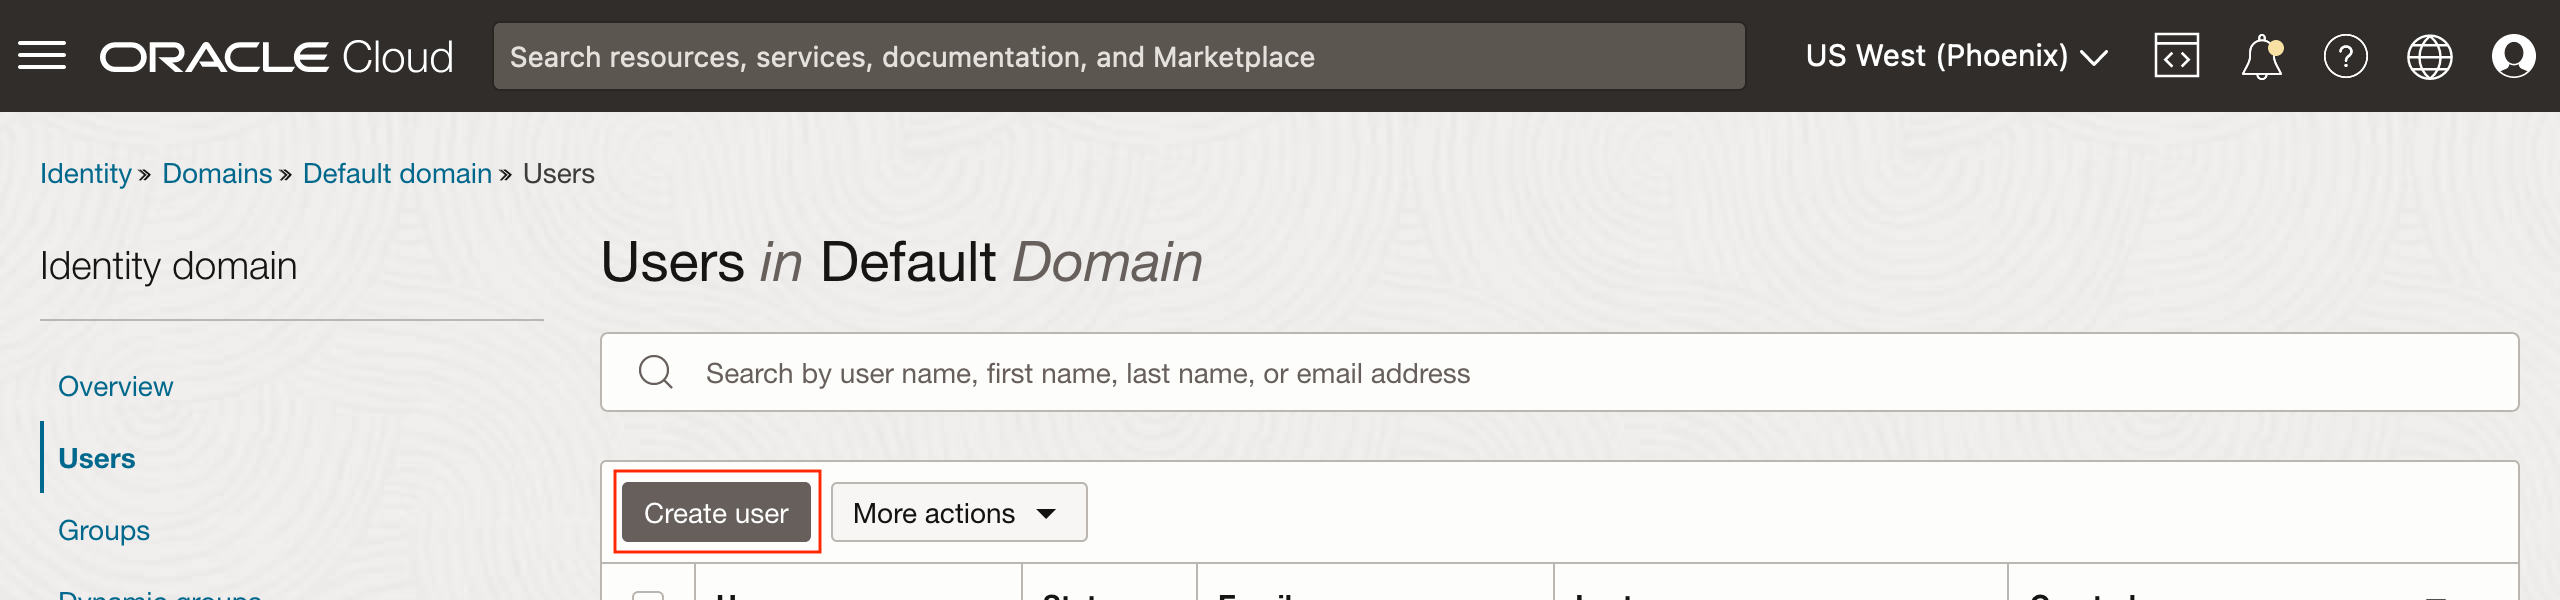 ORACLE Cloud
Search resources, services, documentation, and Marketplace
US West (Phoenix)
Identity » Domains » Default domain » Users
Identity domain
Overview
Users
Groups
Users in Default Domain
Search by user name, first name, last name, or email address
Create user
More actions